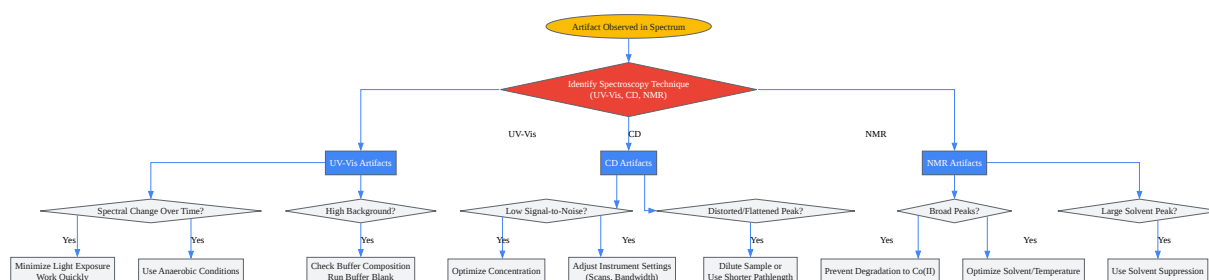 Artifact Observed in Spectrum
Identify Spectroscopy Technique
(UV-Vis, CD, NMR)
UV-Vis
CD
NMR
UV-Vis Artifacts
CD Artifacts
NMR Artifacts
Spectral Change Over Time?
High Background?
Low Signal-to-Noise?
Distorted/Flattened Peak?
Broad Peaks?
Large Solvent Peak?
Yes
Yes
Yes
Yes
Yes
Yes
Yes
Yes
Yes
Minimize Light Exposure
Work Quickly
Use Anaerobic Conditions
Check Buffer Composition
Run Buffer Blank
Optimize Concentration
Adjust Instrument Settings
(Scans, Bandwidth)
Dilute Sample or
Use Shorter Pathlength
Prevent Degradation to Co(II)
Optimize Solvent/Temperature
Use Solvent Suppression